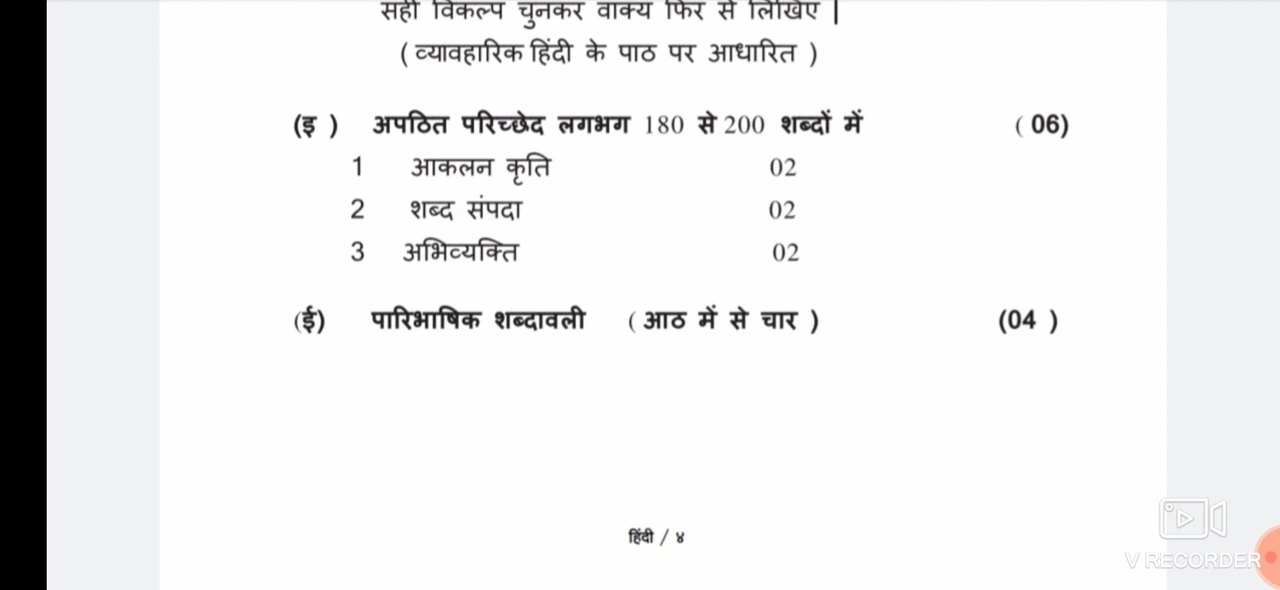 सही विकल्प चुनकर वाक्य फिर से लिखिए |
( व्यावहारिक हिंदी के पाठ पर आधारित )
(इ ) अपठित परिच्छेद लगभग 180 से 200 शब्दों में ( 06)
1 आकलन कृति 02
2 शब्द संपदा 02
3 अभिव्यक्ति 02
(ई) पारिभाषिक शब्दावली ( आठ में से चार ) (04 )
हिंदी / ४
V RECORDER